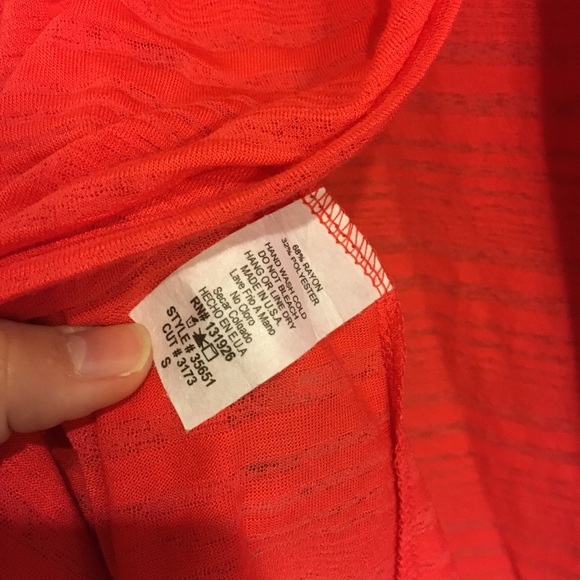 68% RAYON
32% POLYESTER
HAND WASH COLD
DO NOT BLEACH
HANG OR LINE DRY
MADE IN U.S.A
Lave Frio A Mano
No Cloro
Secar Colgado
HECHO EN E.U.A
RN# 131926
STYLE # 35651
CUT # 3173
S